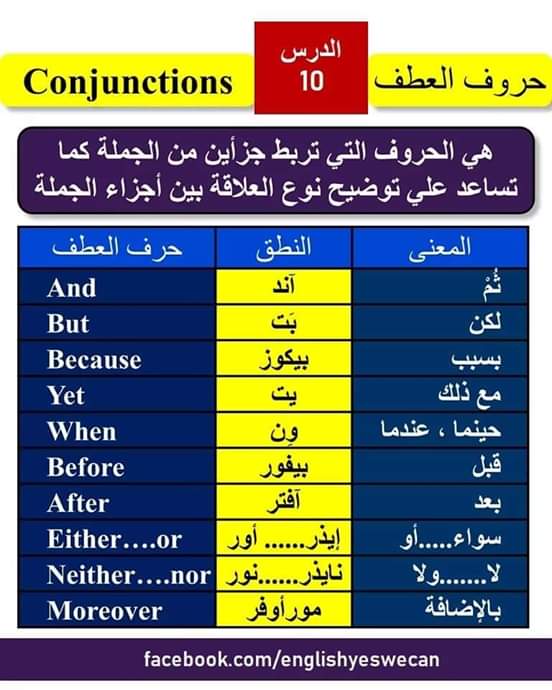 Conjunctions
الدرس
10
حروف العطف
هي الحروف التي تربط جزأين من الجملة كما
تساعد علي توضيح نوع العلاقة بين أجزاء الجملة
حرف العطف النطق المعنى
And آند ثُمْ
But بَت لكن
Because بيكوز بسبب
Yet يت مع ذلك
When وِن حينما ، عندما
Before بيفور قبل
After آفتر بعد
Either....or إيذر...... أور سواء.....أو
Neither....nor نايذر......نور لا.......ولا
Moreover مورأوفر بالإضافة
facebook.com/englishyeswecan